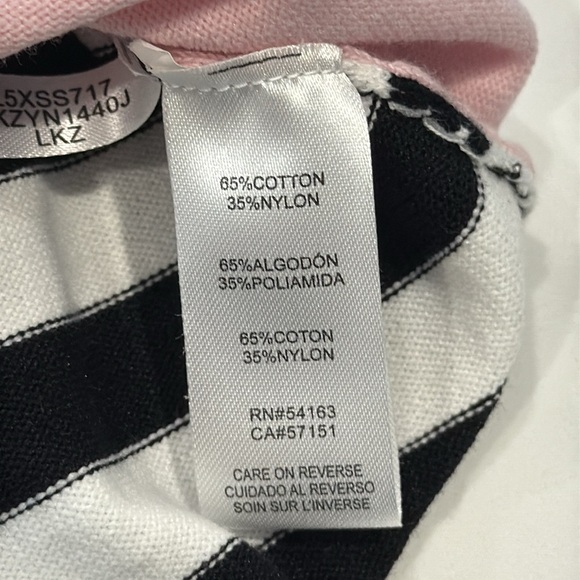 5XSS717
KZYN1440J
LKZ
65%COTTON
35%NYLON
65%ALGODÓN
35%POLIAMIDA
65%COTON
35%NYLON
RN#54163
CA#57151
CARE ON REVERSE
CUIDADO AL REVERSO
SOIN SUR L'INVERSE